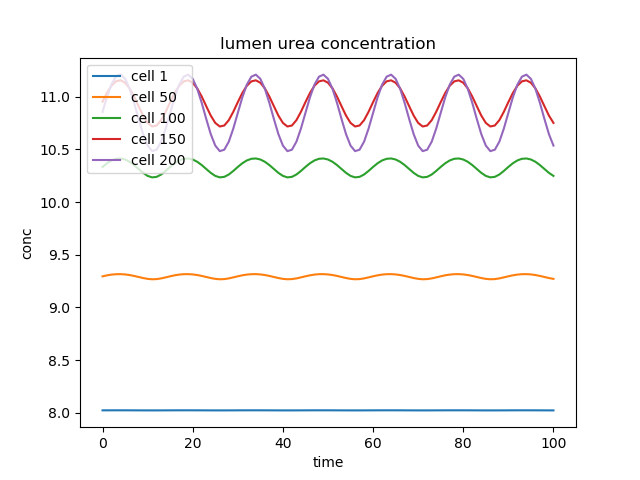 lumen urea concentration
cell 1
cell 50
cell 100
cell 150
cell 200
conc
11.0
10.5
10.0
9.5
9.0
8.5
8.0
0 20 40 60 80 100
time